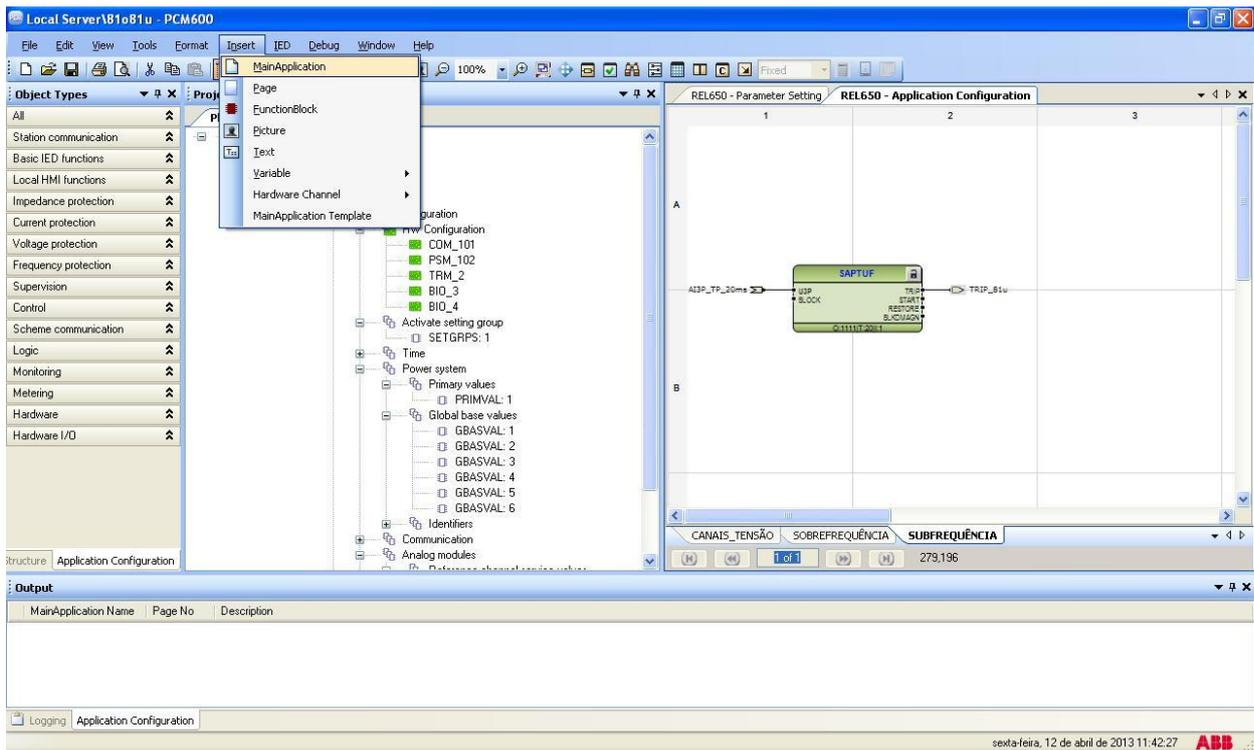 Local Server\81o81u - PCM600
File Edit View Tools Format Insert IED Debug Window Help
100% Fixed
MainApplication
Page
FunctionBlock
Picture
Text
Variable
Hardware Channel
MainApplication Template
Object Types
All
Station communication
Basic IED functions
Local HMI functions
Impedance protection
Current protection
Voltage protection
Frequency protection
Supervision
Control
Scheme communication
Logic
Monitoring
Metering
Hardware
Hardware I/O
Application Configuration
HW Configuration
COM_101
PSM_102
TRM_2
BIO_3
BIO_4
Activate setting group
SETGRPS: 1
Time
Power system
Primary values
PRIMVAL: 1
Global base values
GBASVAL: 1
GBASVAL: 2
GBASVAL: 3
GBASVAL: 4
GBASVAL: 5
GBASVAL: 6
Identifiers
Communication
Analog modules
REL650 - Parameter Setting REL650 - Application Configuration
1 2 3
A
SAPTUF
AI3P_TP_20ms U3P TRIP TRIP_81u
BLOCK START
RESTORE
BLKDMAGN
B
CANAIS_TENSÃO SOBREFREQUÊNCIA SUBFREQUÊNCIA
1 of 1 279,196
Output
MainApplication Name Page No Description
Logging Application Configuration
sexta-feira, 12 de abril de 2013 11:42:27 ABB